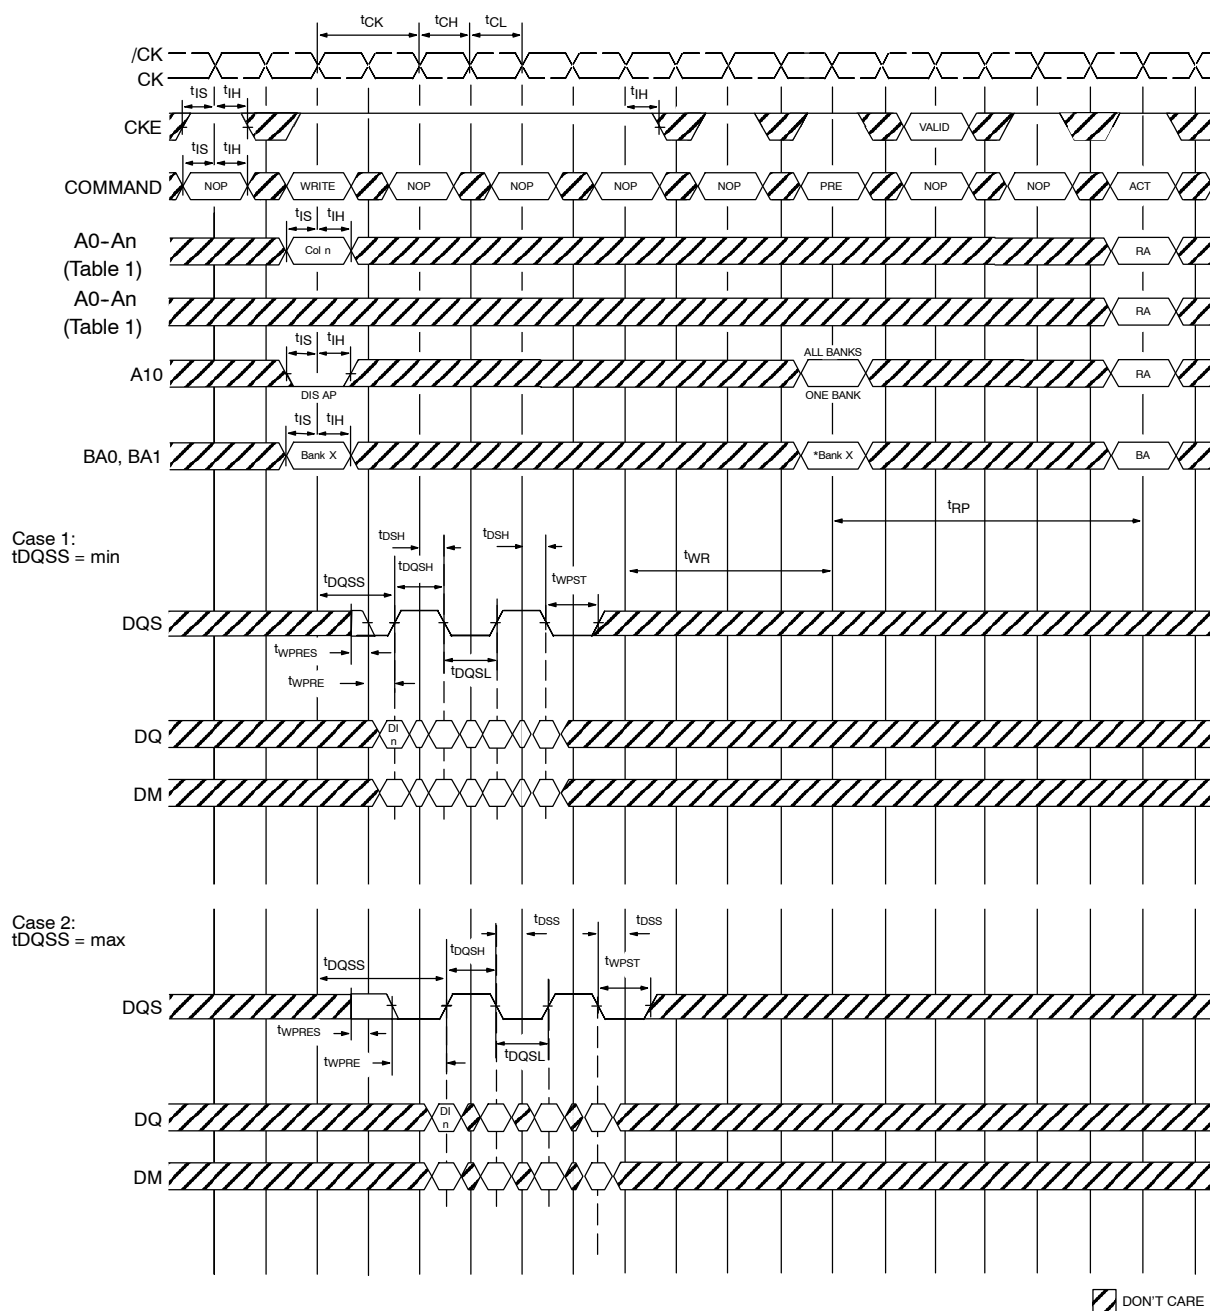 tCK tCH tCL
/CK
CK
tIS tIH tIH
CKE VALID
tIS tIH
COMMAND NOP WRITE NOP NOP NOP NOP PRE NOP NOP ACT
tIS tIH
A0-An
(Table 1) Col n RA
A0-An
(Table 1) RA
tIS tIH ALL BANKS
A10 RA
DIS AP ONE BANK
tIS tIH
BA0, BA1 Bank X *Bank X BA
tRP
Case 1:
tDQSS = min
tDSH tDSH
tDQSH tWPST tWR
tDQSS
DQS
tWPRES
tDQSL
tWPRE
DQ DI
n
DM
Case 2:
tDQSS = max
tDSS tDSS
tDQSH tWPST
tDQSS
DQS
tWPRES
tWPRE tDQSL
DQ DI
n
DM
DON'T CARE